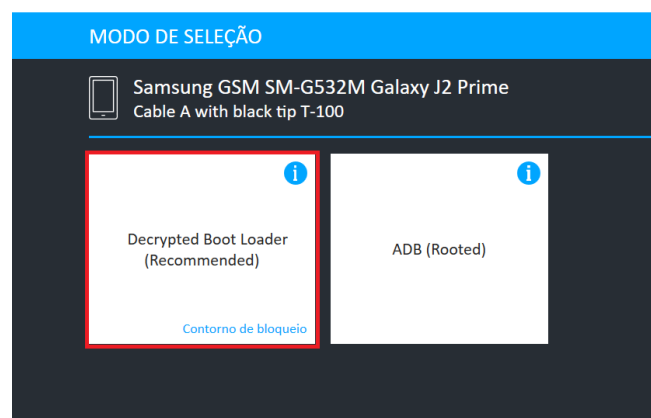 MODO DE SELEÇÃO
Samsung GSM SM-G532M Galaxy J2 Prime
Cable A with black tip T-100
i
Decrypted Boot Loader
(Recommended)
Contorno de bloqueio
i
ADB (Rooted)